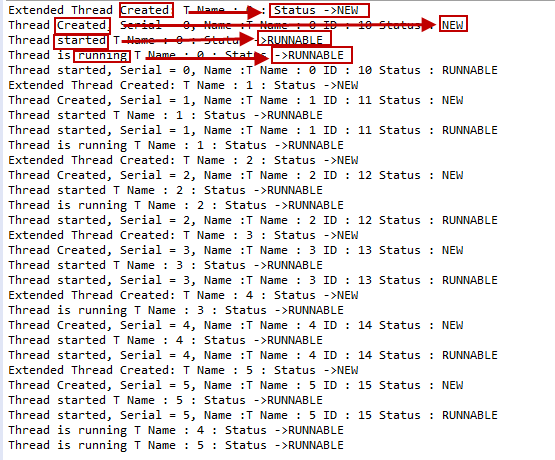 Extended Thread Created: T Name : : Status ->NEW
Thread Created, Serial = 0, Name :T Name : 0 ID : 10 Status : NEW
Thread started T Name : 0 : Status ->RUNNABLE
Thread is running T Name : 0 : Status ->RUNNABLE
Thread started, Serial = 0, Name :T Name : 0 ID : 10 Status : RUNNABLE
Extended Thread Created: T Name : 1 : Status ->NEW
Thread Created, Serial = 1, Name :T Name : 1 ID : 11 Status : NEW
Thread started T Name : 1 : Status ->RUNNABLE
Thread started, Serial = 1, Name :T Name : 1 ID : 11 Status : RUNNABLE
Thread is running T Name : 1 : Status ->RUNNABLE
Extended Thread Created: T Name : 2 : Status ->NEW
Thread Created, Serial = 2, Name :T Name : 2 ID : 12 Status : NEW
Thread started T Name : 2 : Status ->RUNNABLE
Thread is running T Name : 2 : Status ->RUNNABLE
Thread started, Serial = 2, Name :T Name : 2 ID : 12 Status : RUNNABLE
Extended Thread Created: T Name : 3 : Status ->NEW
Thread Created, Serial = 3, Name :T Name : 3 ID : 13 Status : NEW
Thread started T Name : 3 : Status ->RUNNABLE
Thread started, Serial = 3, Name :T Name : 3 ID : 13 Status : RUNNABLE
Extended Thread Created: T Name : 4 : Status ->NEW
Thread is running T Name : 3 : Status ->RUNNABLE
Thread Created, Serial = 4, Name :T Name : 4 ID : 14 Status : NEW
Thread started T Name : 4 : Status ->RUNNABLE
Thread started, Serial = 4, Name :T Name : 4 ID : 14 Status : RUNNABLE
Extended Thread Created: T Name : 5 : Status ->NEW
Thread Created, Serial = 5, Name :T Name : 5 ID : 15 Status : NEW
Thread started T Name : 5 : Status ->RUNNABLE
Thread started, Serial = 5, Name :T Name : 5 ID : 15 Status : RUNNABLE
Thread is running T Name : 4 : Status ->RUNNABLE
Thread is running T Name : 5 : Status ->RUNNABLE